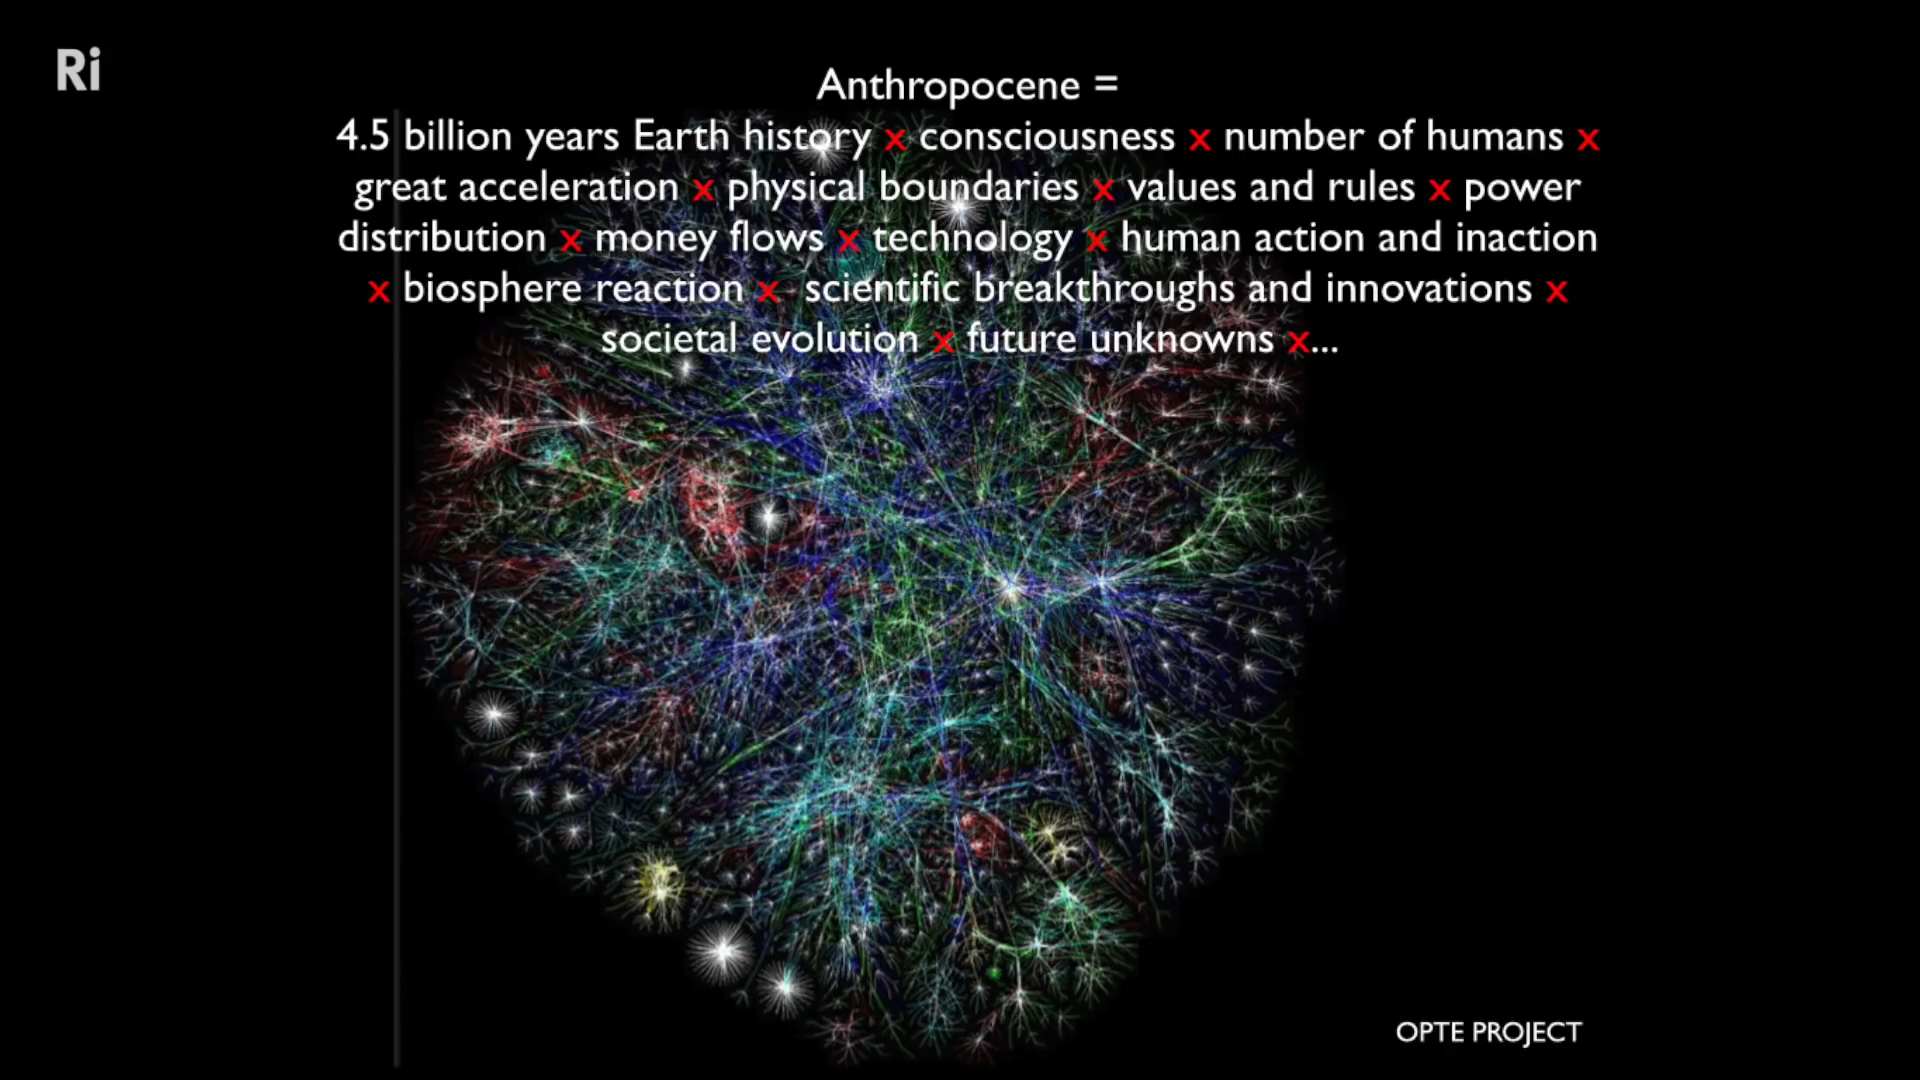 Ri
Anthropocene =
4.5 billion years Earth history x consciousness x number of humans x
great acceleration x physical boundaries x values and rules x power
distribution x money flows x technology x human action and inaction
x biosphere reaction x scientific breakthroughs and innovations x
societal evolution x future unknowns x...
OPTE PROJECT